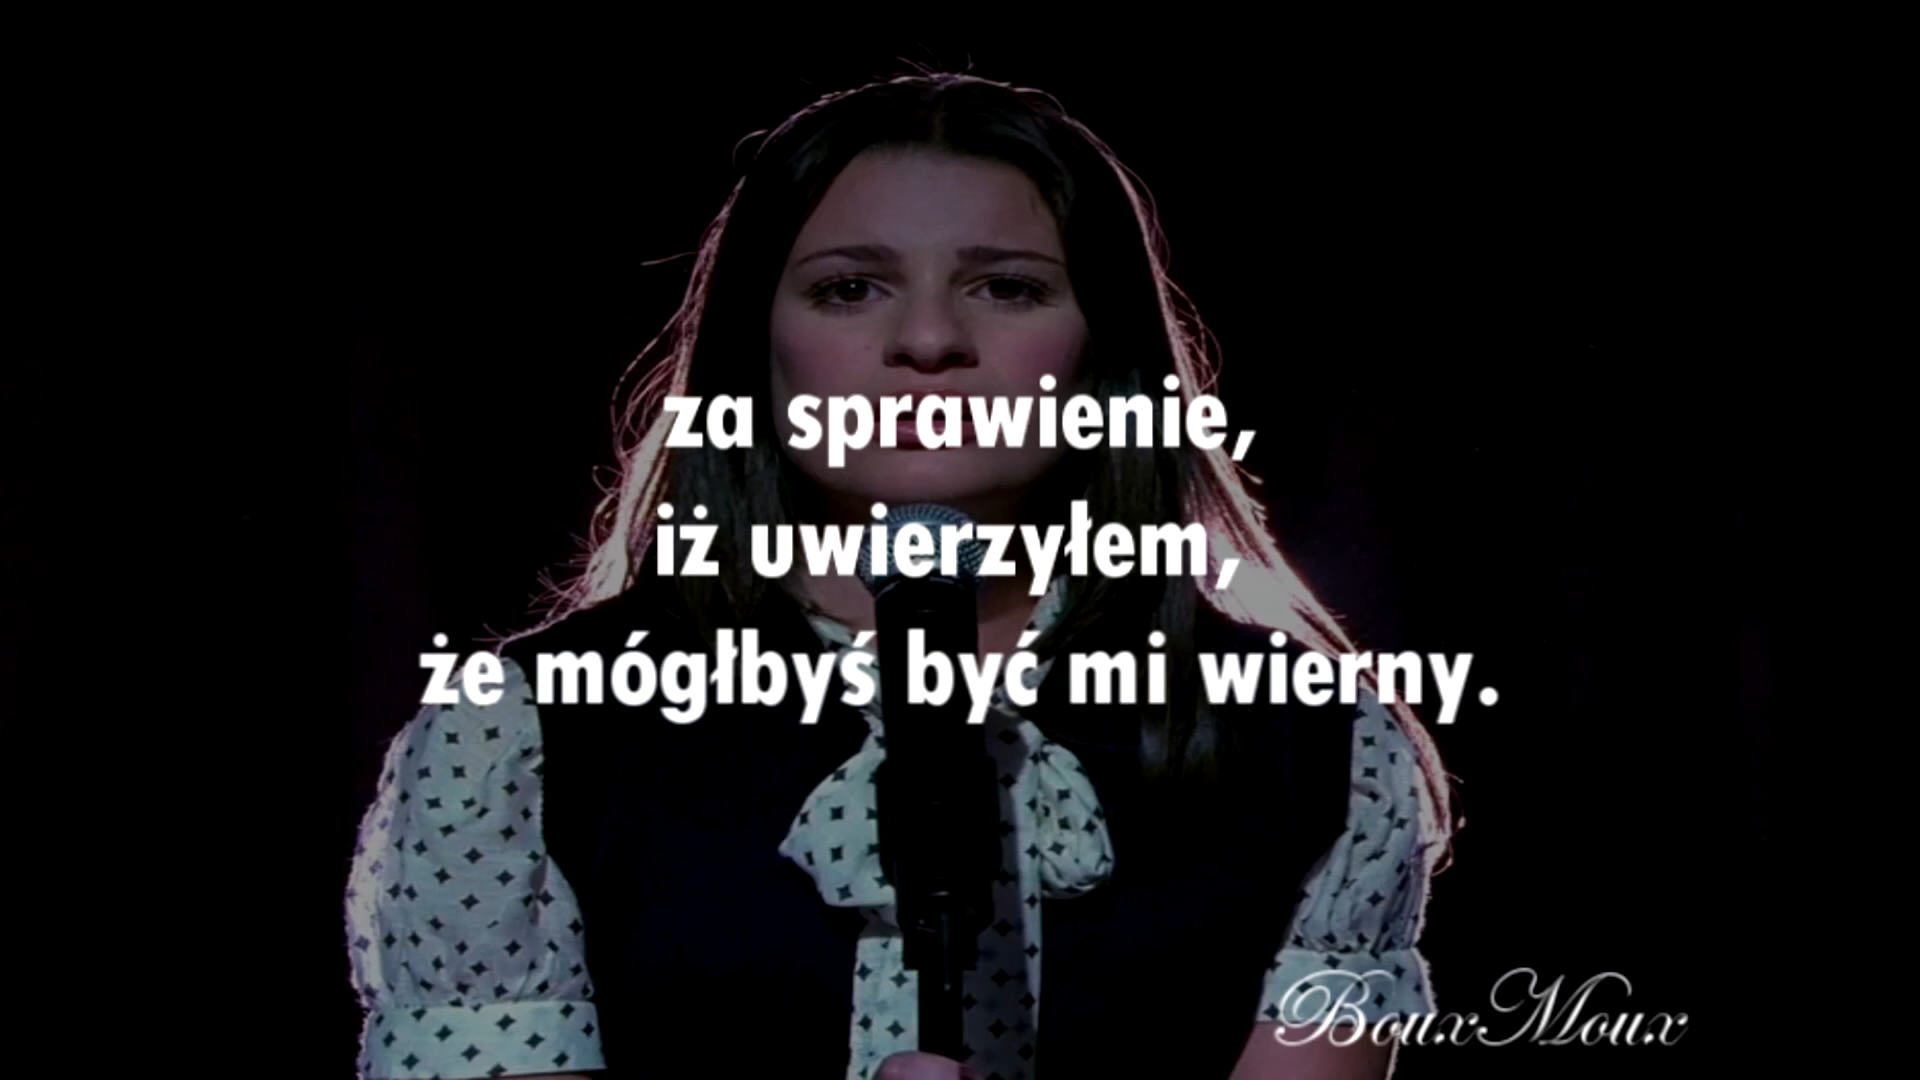 za sprawienie,
iż uwierzyłem,
że mógłbyś być mi wierny.
BouxMoux